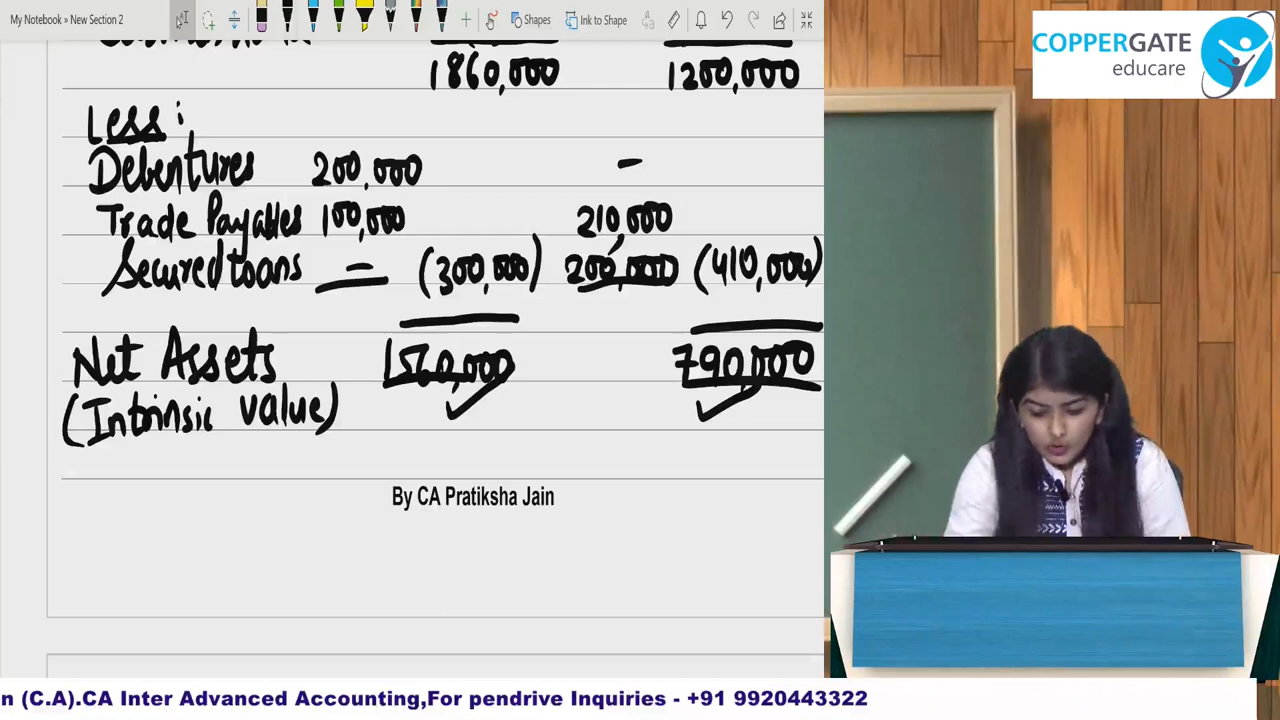 My Notebook » New Section 2
Shapes
Ink to Shape
COPPERGATE
educare
1860,000 1200,000
Less:
Debentures 200,000 -
Trade Payables 100,000 210,000
Secured loans - (300,000) 200,000 (410,000)
Net Assets 1560,000 790,000
(Intrinsic value)
By CA Pratiksha Jain
n (C.A).CA Inter Advanced Accounting,For pendrive Inquiries - +91 9920443322